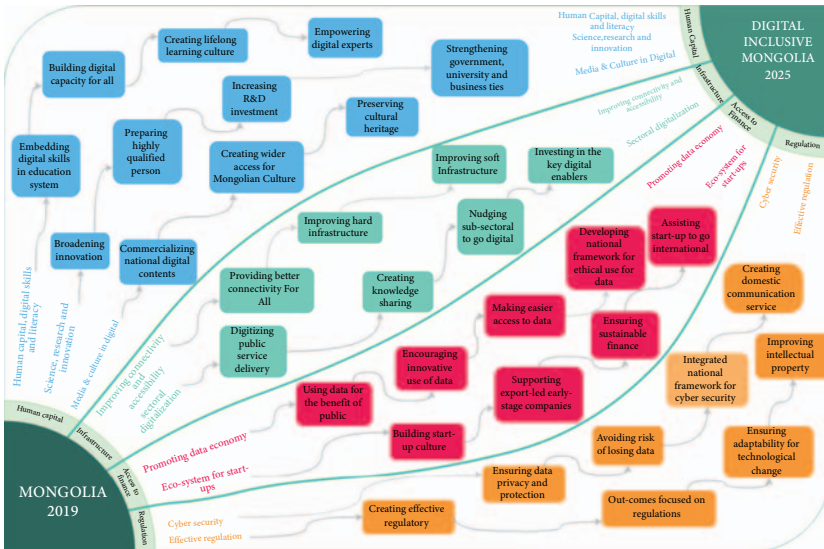 Creating lifelong
learning culture
Empowering
digital experts
Building digital
capacity for all
Strengthening
government,
university and
business ties
Increasing
R&D
investment
Preserving
cultural
heritage
Embedding
digital skills
in education
system
Preparing
highly
qualified
person
Creating wider
access for
Mongolian Culture
Broadening
innovation
Commercializing
national digital
contents
Human Capital, digital skills
and literacy
Science,research and
innovation
Media & Culture in Digital
Improving connectivity and
accessibility
Sectoral digitalization
Promoting data economy
Eco-system for
start-ups
Cyber security
Effective regulation
Human Capital
Infrastructure
Access to
Finance
Regulation
DIGITAL
INCLUSIVE
MONGOLIA
2025
Improving soft
Infrastructure
Investing in the
key digital
enablers
Improving hard
infrastructure
Nudging
sub-sectoral
to go digital
Providing better
connectivity For
All
Creating
knowledge
sharing
Digitizing
public
service
delivery
Developing
national
framework for
ethical use for
data
Assisting
start-up to go
international
Making easier
access to data
Ensuring
sustainable
finance
Encouraging
innovative
use of data
Using data for
the benefit of
public
Supporting
export-led early-
stage companies
Building start-
up culture
Creating
domestic
communication
service
Improving
intellectual
property
Integrated
national
framework for
cyber security
Avoiding risk
of losing data
Ensuring
adaptability for
technological
change
Ensuring data
privacy and
protection
Out-comes focused on
regulations
Creating effective
regulatory
Human capital, digital skills
and literacy
Science, research and
innovation
Media & culture in digital
Improving connectivity
and
accessibility
sectoral
digitalization
Promoting data economy
Eco-system for start-
ups
Cyber security
Effective regulation
Human capital
Infrastructure
Access to
finance
Regulation
MONGOLIA
2019